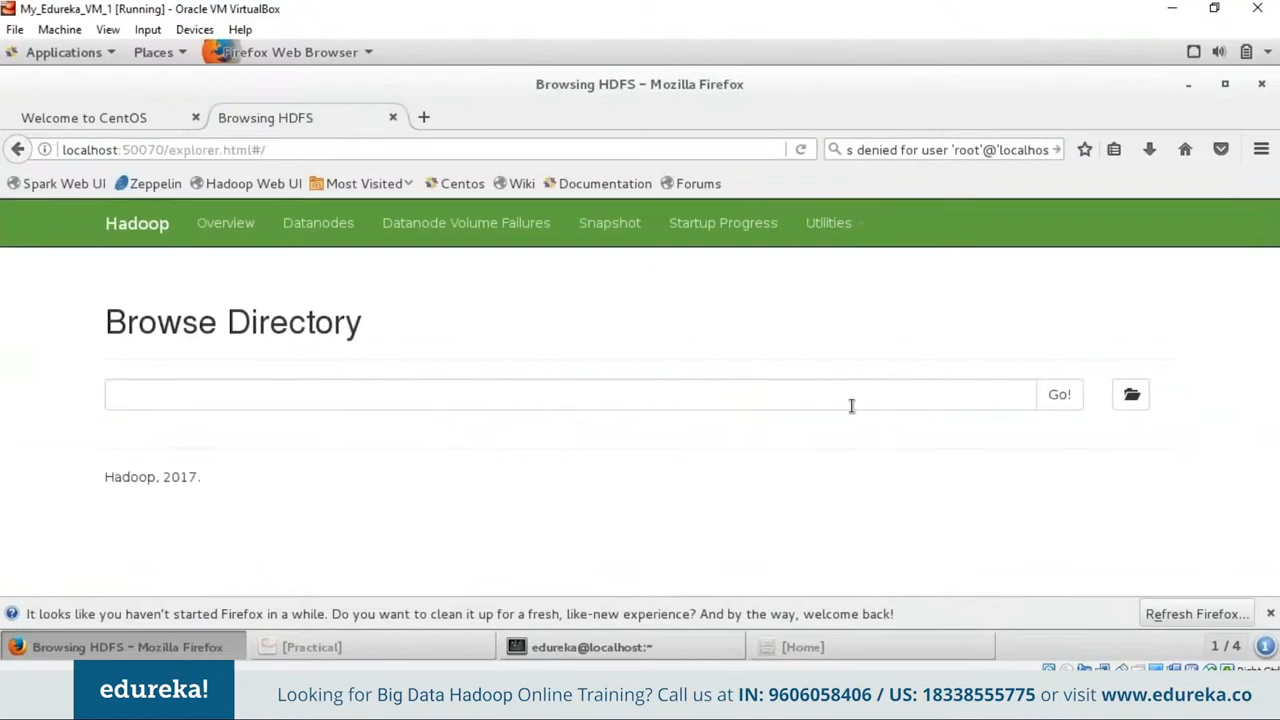 My_Edureka_VM_1 [Running] - Oracle VM VirtualBox
File Machine View Input Devices Help
Applications Places Firefox Web Browser
Browsing HDFS - Mozilla Firefox
Welcome to CentOS Browsing HDFS
localhost:50070/explorer.html#/ s denied for user 'root'@'localhos
Spark Web UI Zeppelin Hadoop Web UI Most Visited Centos Wiki Documentation Forums
Hadoop Overview Datanodes Datanode Volume Failures Snapshot Startup Progress Utilities
Browse Directory
Go!
Hadoop, 2017.
It looks like you haven't started Firefox in a while. Do you want to clean it up for a fresh, like-new experience? And by the way, welcome back! Refresh Firefox...
Browsing HDFS - Mozilla Firefox [Practical] edureka@localhost:~ [Home] 1 / 4
edureka! Looking for Big Data Hadoop Online Training? Call us at IN: 9606058406 / US: 18338555775 or visit www.edureka.co